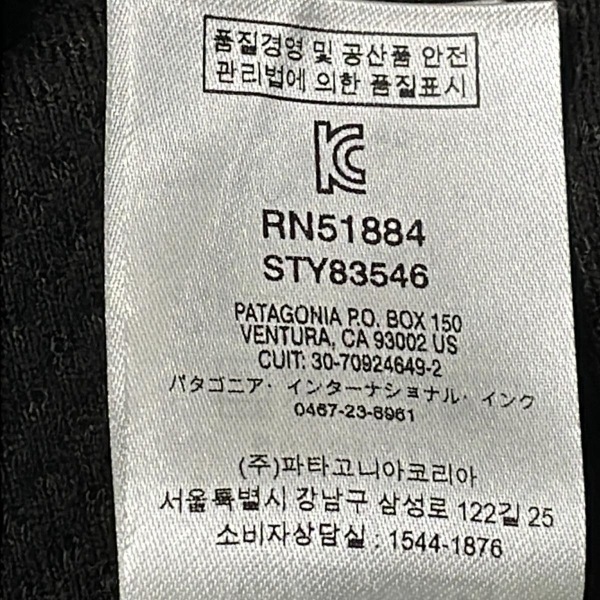 품질경영 및 공산품 안전
관리법에 의한 품질표시
KC
RN51884
STY83546
PATAGONIA P.O. BOX 150
VENTURA, CA 93002 US
CUIT: 30-70924649-2
パタゴニア・インターナショナル・インク
0467-23-8961
(주)파타고니아코리아
서울특별시 강남구 삼성로 122길 25
소비자상담실 : 1544-1876